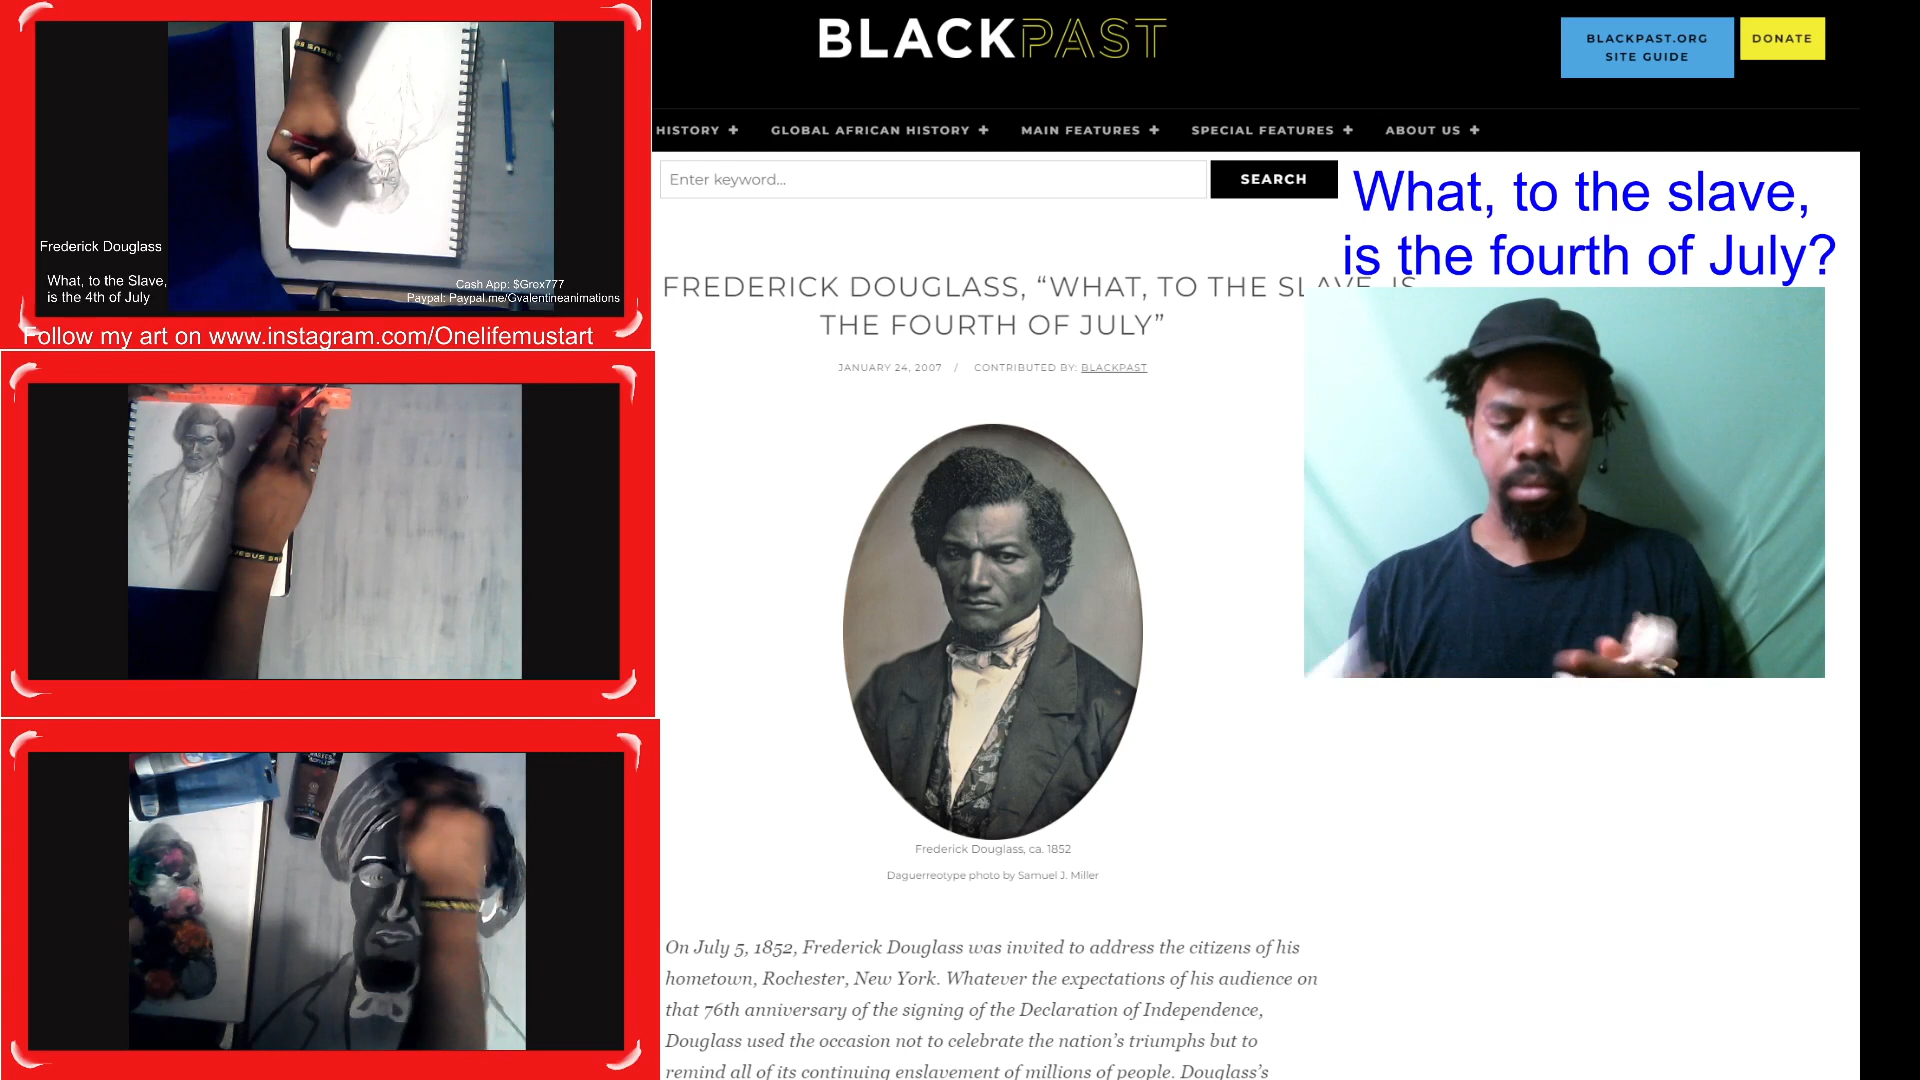 Frederick Douglass
What, to the Slave,
is the 4th of July
Cash App: $Grox777
Paypal: Paypal.me/Gvalentineanimations
Follow my art on www.instagram.com/Onelifemustart
JESUS
BLACKPAST
BLACKPAST.ORG
SITE GUIDE
DONATE
HISTORY +
GLOBAL AFRICAN HISTORY +
MAIN FEATURES +
SPECIAL FEATURES +
ABOUT US +
Enter keyword...
SEARCH
What, to the slave,
is the fourth of July?
FREDERICK DOUGLASS, “WHAT, TO THE SLAVE, IS
THE FOURTH OF JULY”
JANUARY 24, 2007 / CONTRIBUTED BY: BLACKPAST
Frederick Douglass, ca. 1852
Daguerreotype photo by Samuel J. Miller
On July 5, 1852, Frederick Douglass was invited to address the citizens of his
hometown, Rochester, New York. Whatever the expectations of his audience on
that 76th anniversary of the signing of the Declaration of Independence,
Douglass used the occasion not to celebrate the nation’s triumphs but to
remind all of its continuing enslavement of millions of people. Douglass’s